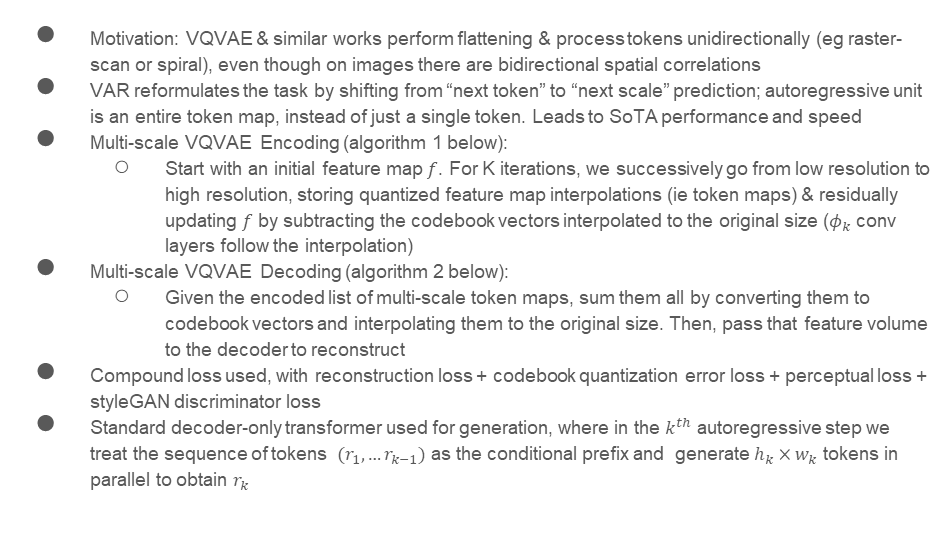 ● Motivation: VQVAE & similar works perform flattening & process tokens unidirectionally (eg raster-
scan or spiral), even though on images there are bidirectional spatial correlations
● VAR reformulates the task by shifting from “next token” to “next scale” prediction; autoregressive unit
is an entire token map, instead of just a single token. Leads to SoTA performance and speed
● Multi-scale VQVAE Encoding (algorithm 1 below):
○ Start with an initial feature map 𝑓. For K iterations, we successively go from low resolution to
high resolution, storing quantized feature map interpolations (ie token maps) & residually
updating 𝑓 by subtracting the codebook vectors interpolated to the original size (𝜙ₖ conv
layers follow the interpolation)
● Multi-scale VQVAE Decoding (algorithm 2 below):
○ Given the encoded list of multi-scale token maps, sum them all by converting them to
codebook vectors and interpolating them to the original size. Then, pass that feature volume
to the decoder to reconstruct
● Compound loss used, with reconstruction loss + codebook quantization error loss + perceptual loss +
styleGAN discriminator loss
● Standard decoder-only transformer used for generation, where in the 𝑘ᵗʰ autoregressive step we
treat the sequence of tokens (𝑟₁, … 𝑟ₖ₋₁) as the conditional prefix and generate ℎₖ × 𝑤ₖ tokens in
parallel to obtain 𝑟ₖ